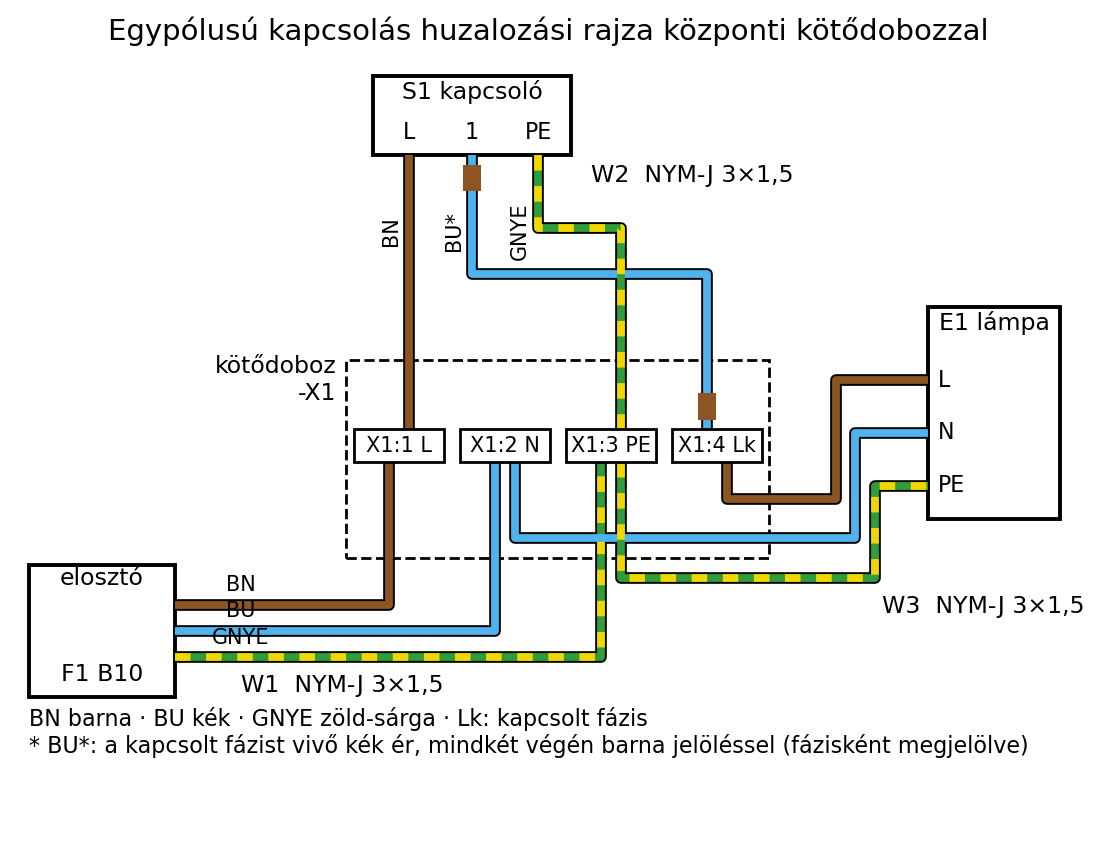 Egypólusú kapcsolás huzalozási rajza központi kötődobozzal
S1 kapcsoló
L 1 PE
W2 NYM-J 3×1,5
BN
BU*
GNYE
E1 lámpa
kötődoboz
-X1
L
N
PE
X1:1 L
X1:2 N
X1:3 PE
X1:4 Lk
elosztó
BN
BU
GNYE
F1 B10
W3 NYM-J 3×1,5
W1 NYM-J 3×1,5
BN barna · BU kék · GNYE zöld-sárga · Lk: kapcsolt fázis
* BU*: a kapcsolt fázist vivő kék ér, mindkét végén barna jelöléssel (fázisként megjelölve)